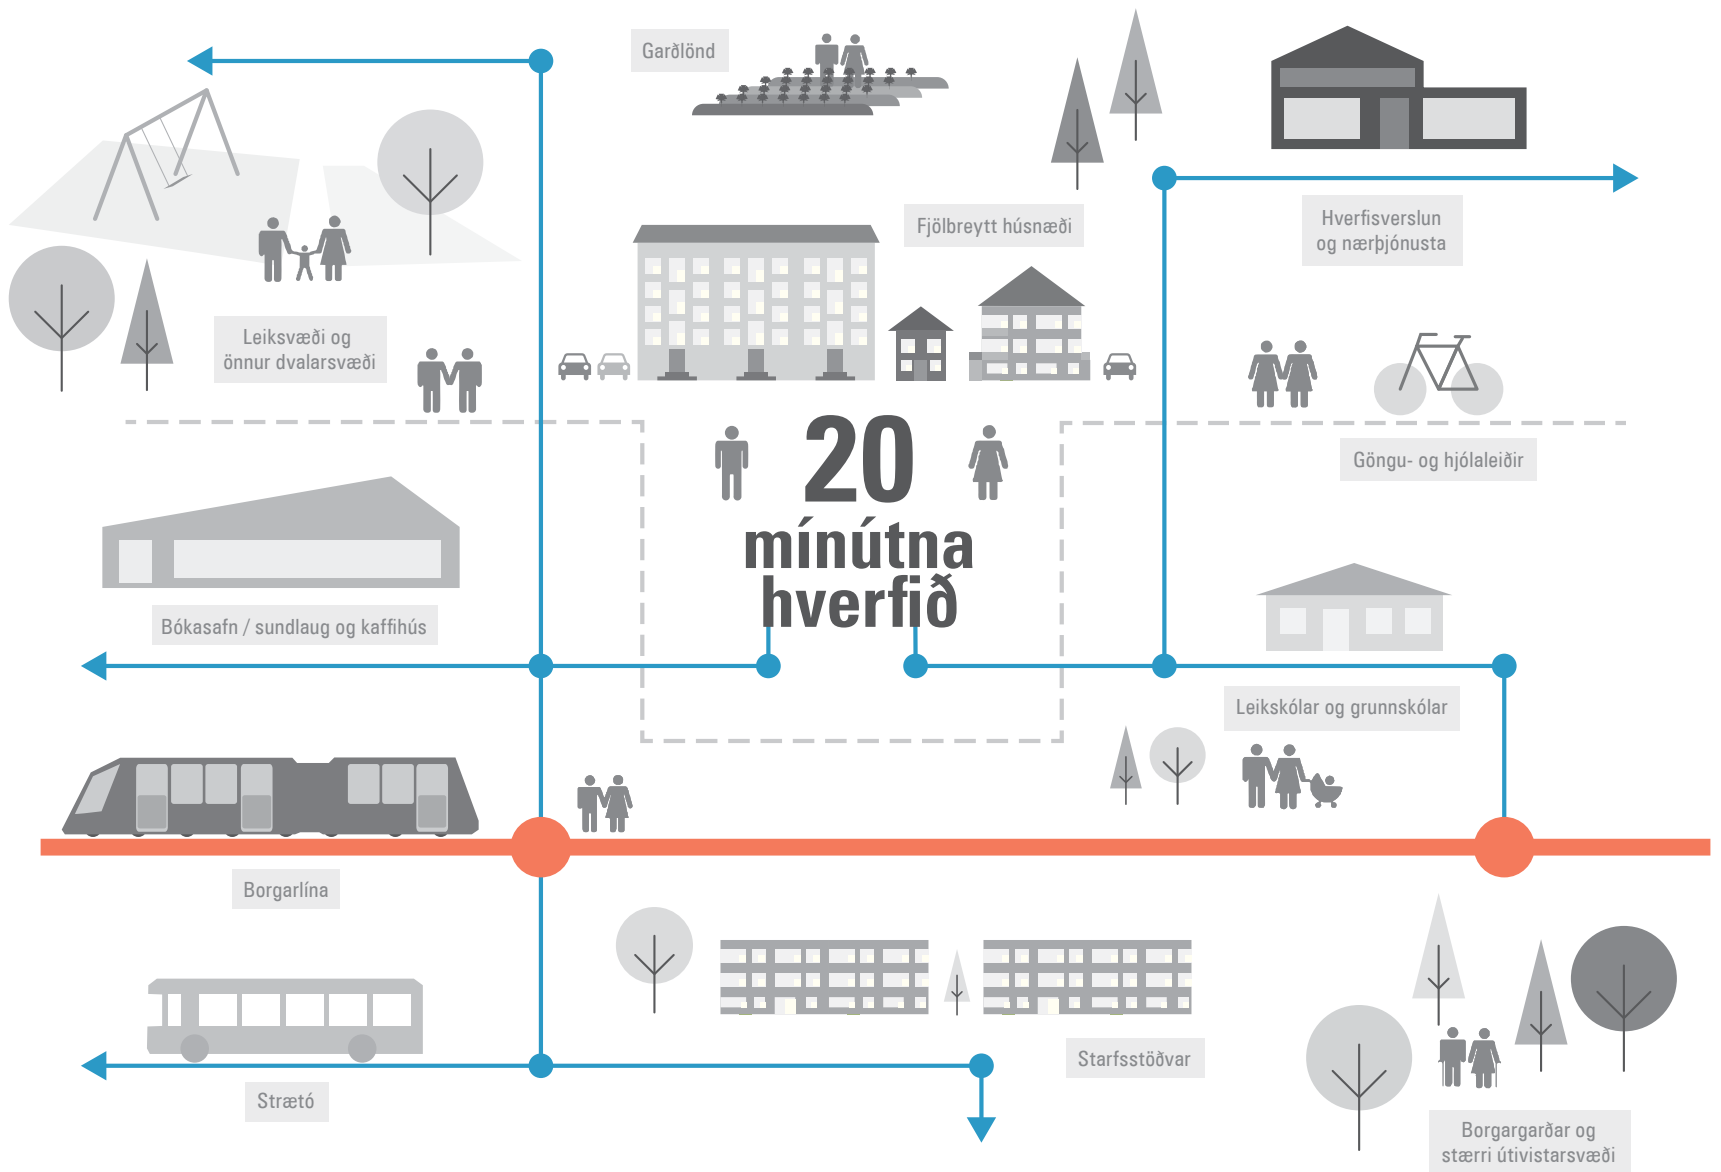 Garðlönd
Fjölbreytt húsnæði
Hverfisverslun
og nærþjónusta
Leiksvæði og
önnur dvalarsvæði
20
mínútna
hverfið
Göngu- og hjólaleiðir
Bókasafn / sundlaug og kaffihús
Leikskólar og grunnskólar
Borgarlína
Starfsstöðvar
Strætó
Borgargarðar og
stærri útivistarsvæði